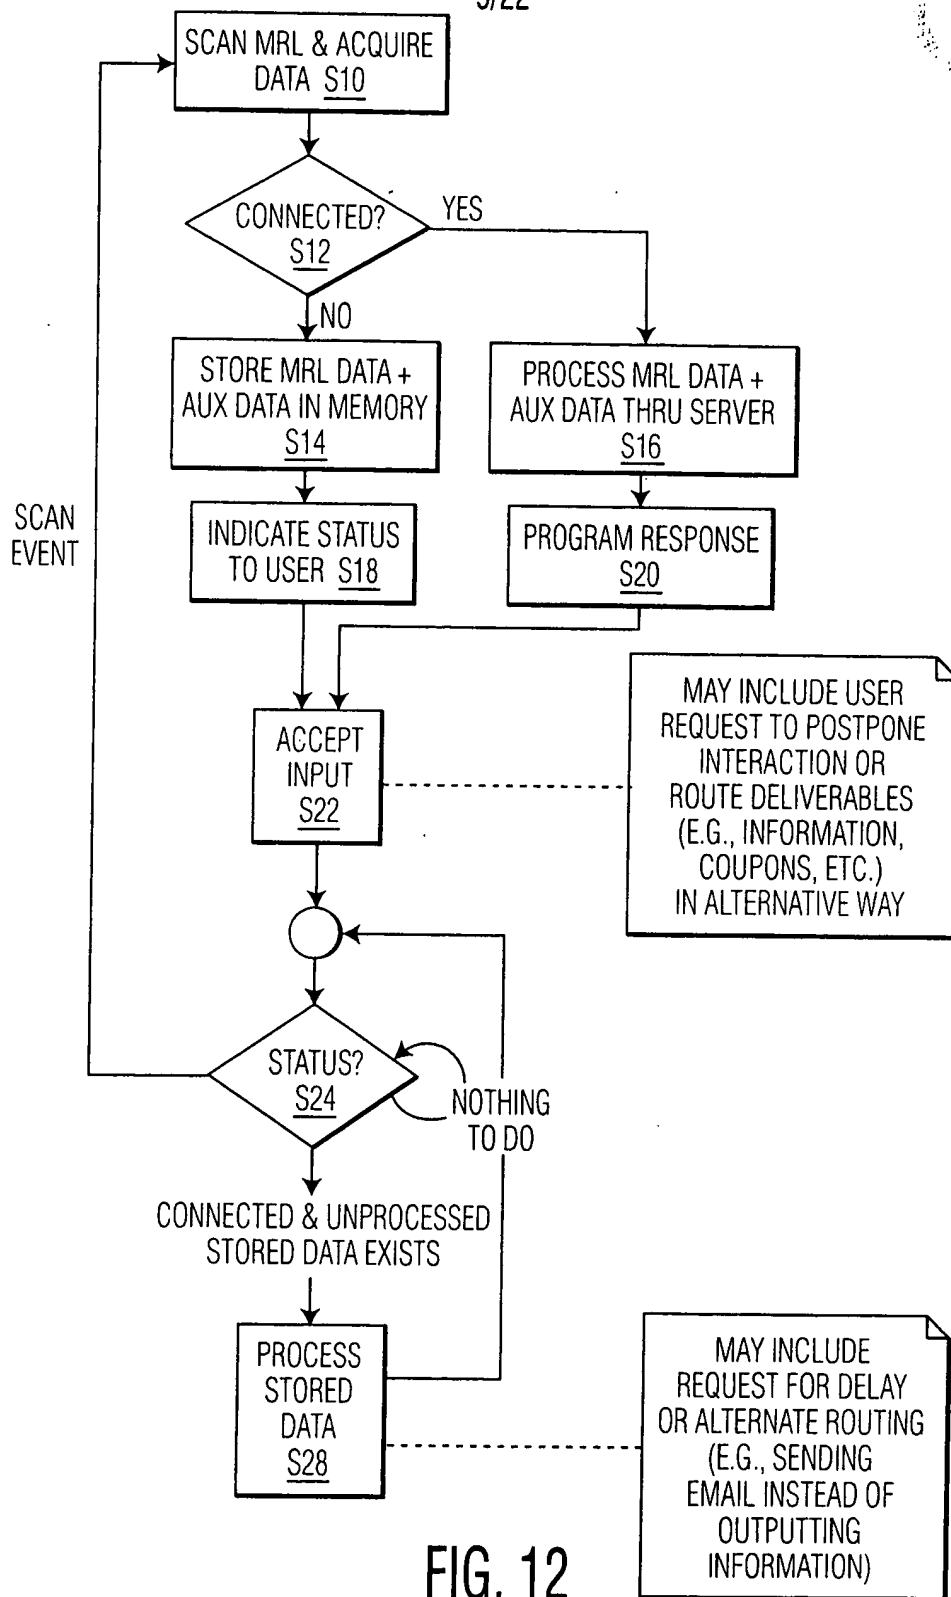 SCAN MRL & ACQUIRE
DATA S10
CONNECTED?
S12
YES
NO
STORE MRL DATA +
AUX DATA IN MEMORY
S14
PROCESS MRL DATA +
AUX DATA THRU SERVER
S16
INDICATE STATUS
TO USER S18
PROGRAM RESPONSE
S20
SCAN
EVENT
ACCEPT
INPUT
S22
MAY INCLUDE USER
REQUEST TO POSTPONE
INTERACTION OR
ROUTE DELIVERABLES
(E.G., INFORMATION,
COUPONS, ETC.)
IN ALTERNATIVE WAY
STATUS?
S24
NOTHING
TO DO
CONNECTED & UNPROCESSED
STORED DATA EXISTS
PROCESS
STORED
DATA
S28
MAY INCLUDE
REQUEST FOR DELAY
OR ALTERNATE ROUTING
(E.G., SENDING
EMAIL INSTEAD OF
OUTPUTTING
INFORMATION)
FIG. 12